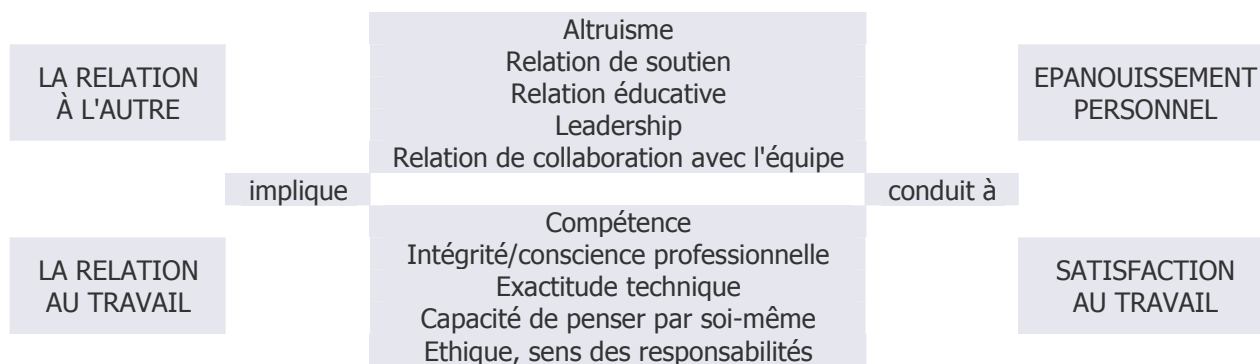 LA RELATION
À L'AUTRE
implique
Altruisme
Relation de soutien
Relation éducative
Leadership
Relation de collaboration avec l'équipe
conduit à
EPANOUISSEMENT
PERSONNEL
LA RELATION
AU TRAVAIL
Compétence
Intégrité/conscience professionnelle
Exactitude technique
Capacité de penser par soi-même
Ethique, sens des responsabilités
SATISFACTION
AU TRAVAIL